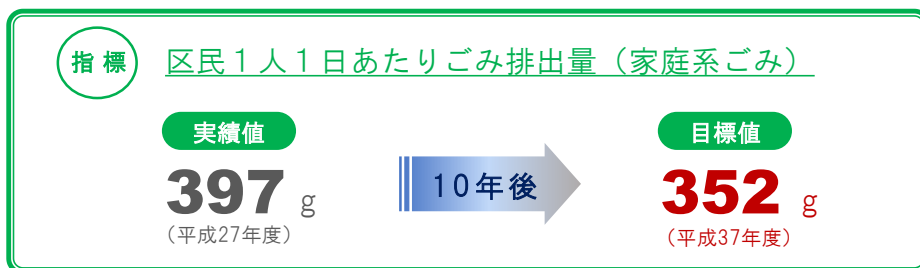 指標
区民１人１日あたりごみ排出量（家庭系ごみ）
実績値
397 g
（平成27年度）
10年後
目標値
352 g
（平成37年度）